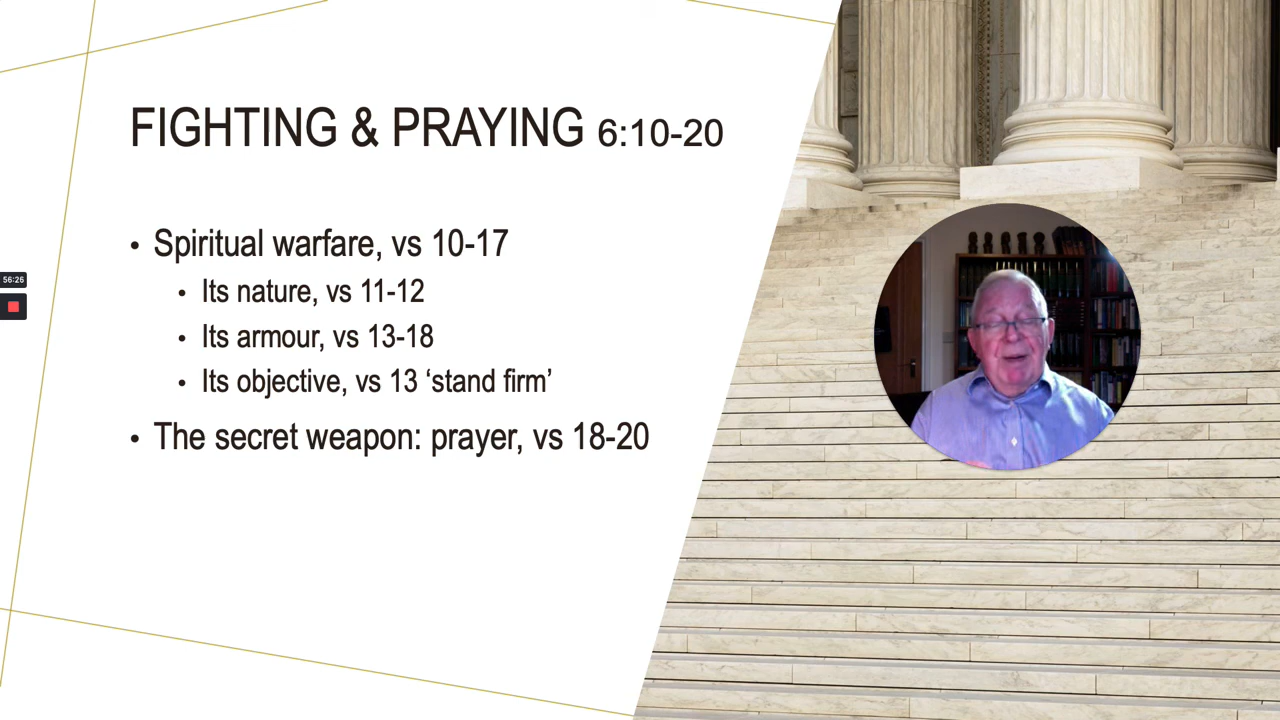 FIGHTING & PRAYING 6:10-20
• Spiritual warfare, vs 10-17
• Its nature, vs 11-12
• Its armour, vs 13-18
• Its objective, vs 13 ‘stand firm’
• The secret weapon: prayer, vs 18-20
56:26